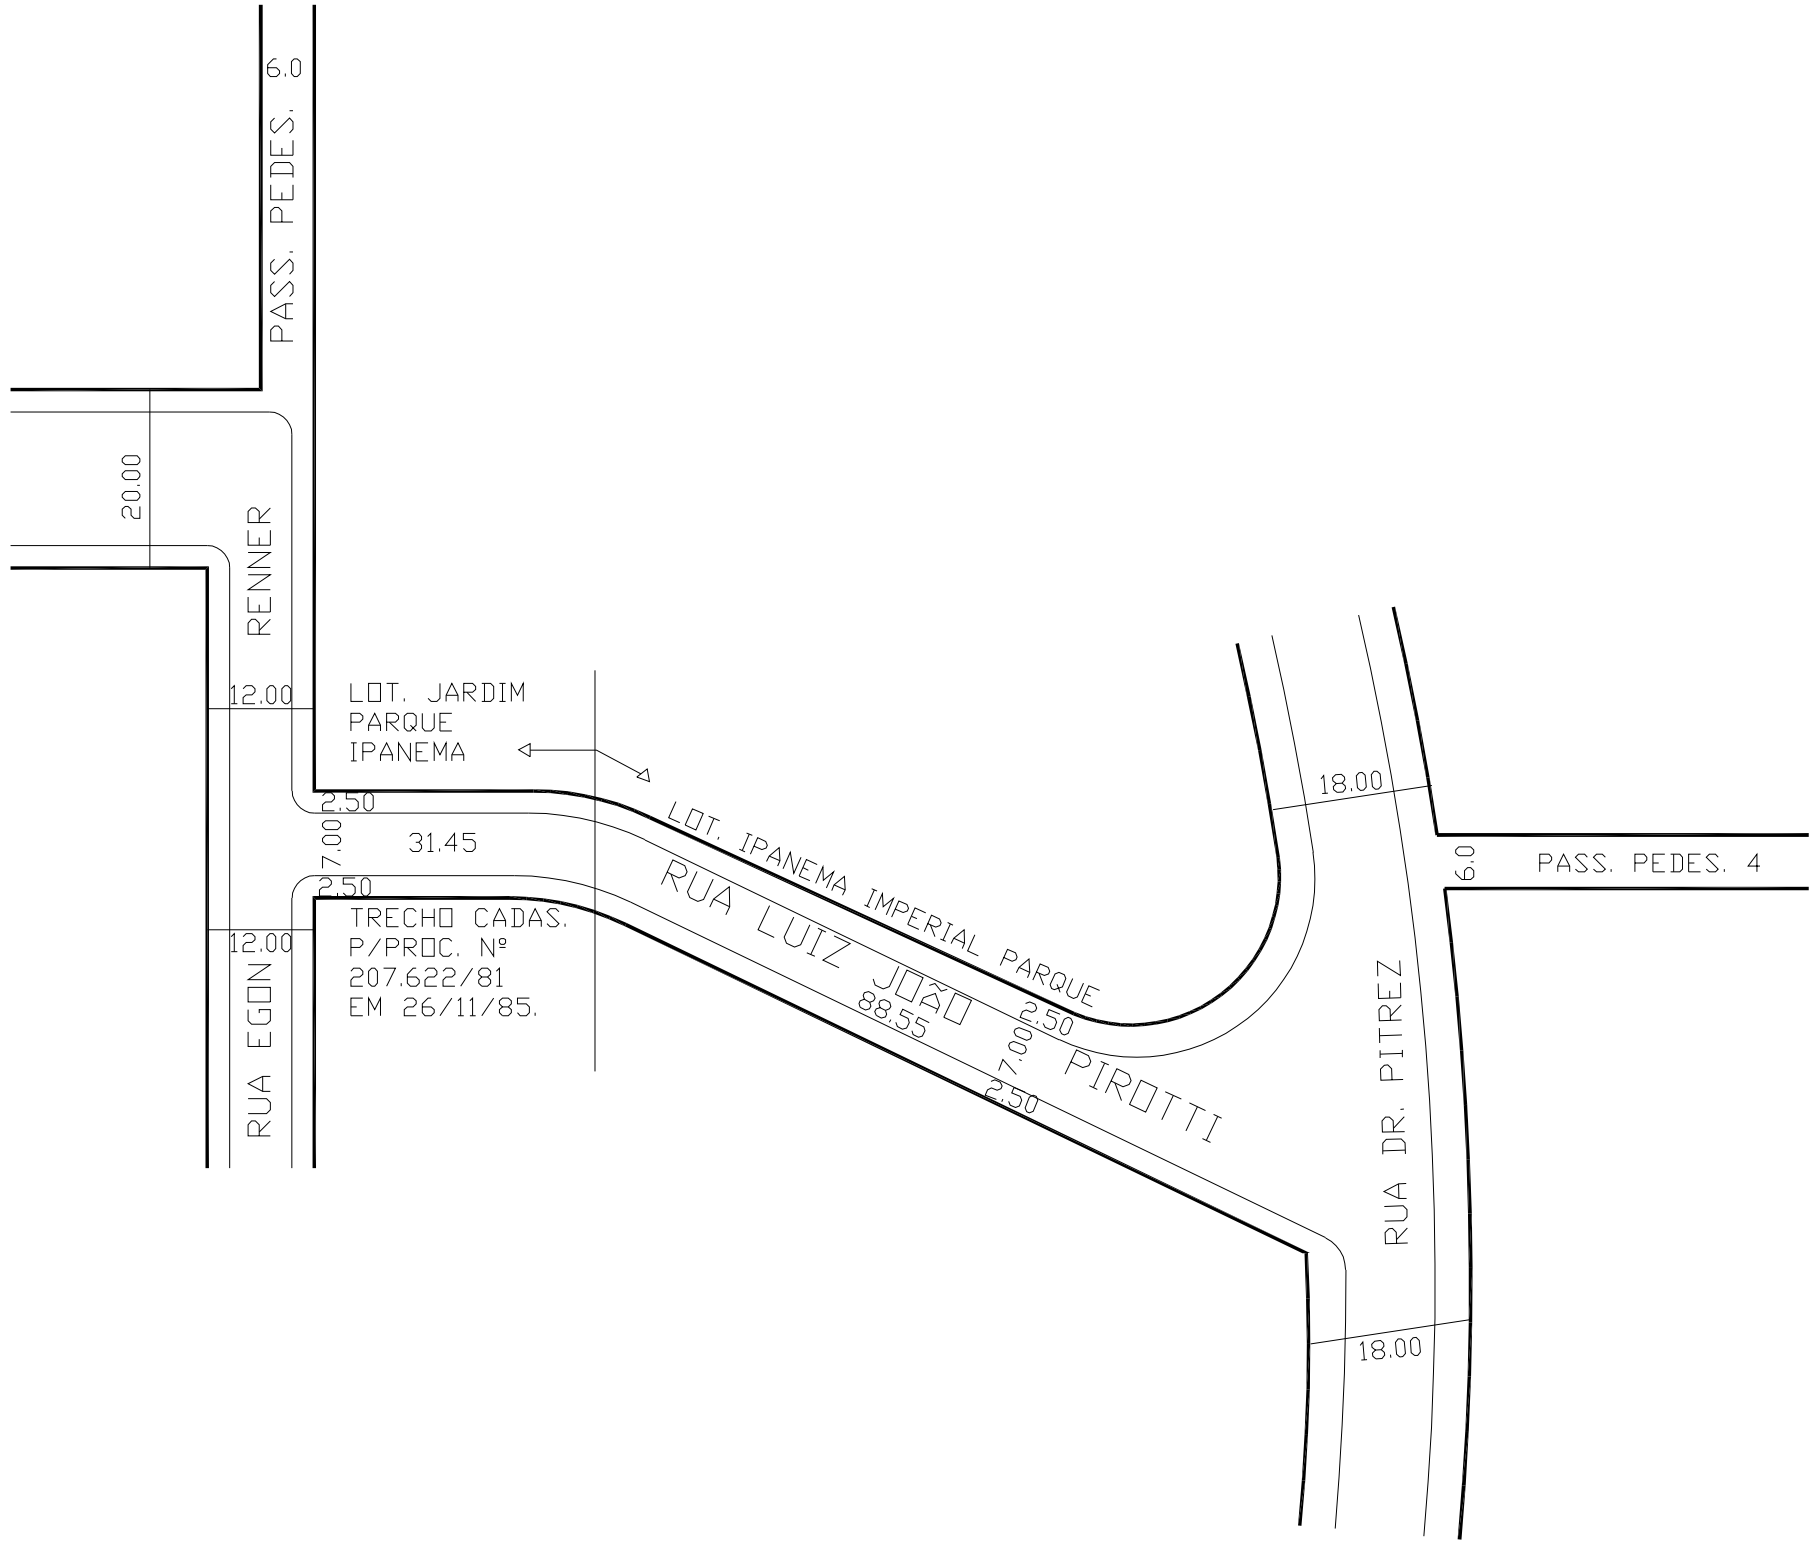 6.0
PASS. PEDES.
20.00
RUA EGON RENNER
12.00
LOT. JARDIM
PARQUE
IPANEMA
2.50
7.00
31.45
2.50
12.00
TRECHO CADAS.
P/PROC. Nº
207.622/81
EM 26/11/85.
LOT. IPANEMA IMPERIAL PARQUE
RUA LUIZ JOÃO PIROTTI
88.55
2.50
7.00
2.50
18.00
6.0
PASS. PEDES. 4
RUA DR. PITREZ
18.00